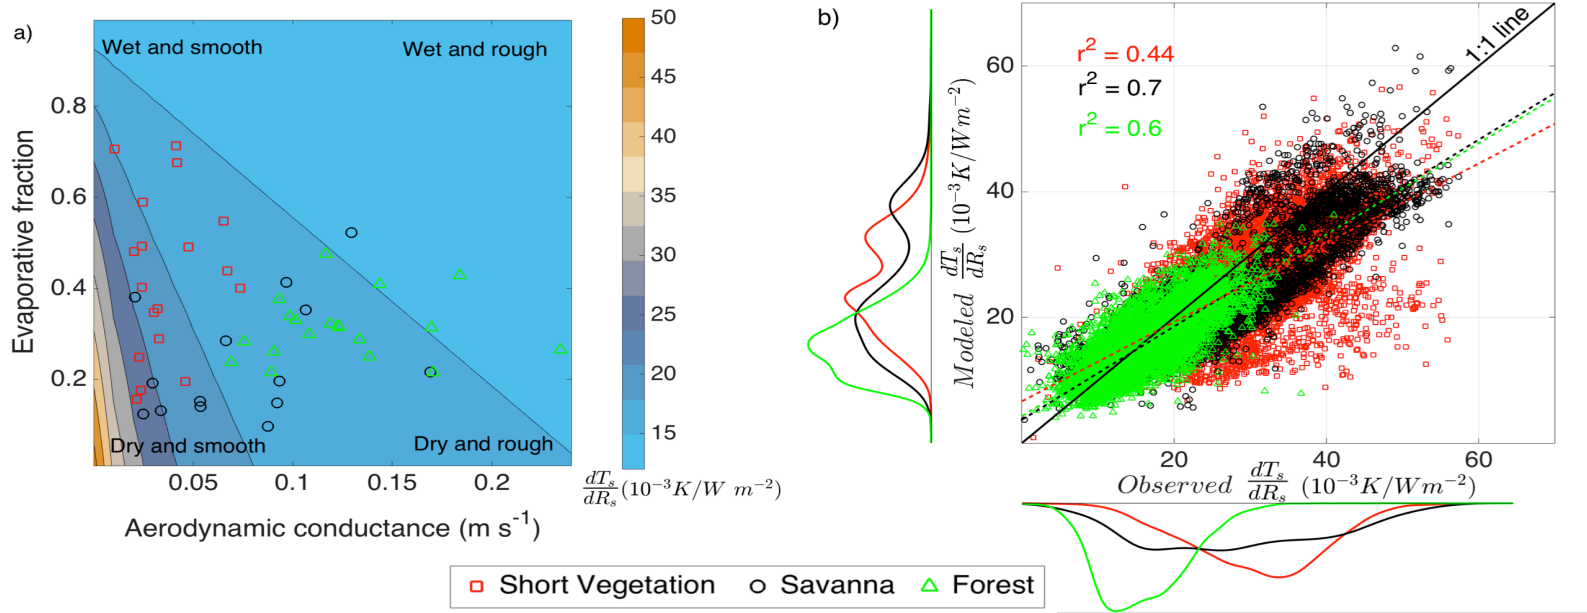 a)
Wet and smooth
Wet and rough
Dry and smooth
Dry and rough
0.8
0.6
0.4
0.2
Evaporative fraction
0.05
0.1
0.15
0.2
Aerodynamic conductance (m s⁻¹)
50
45
40
35
30
25
20
15
dTₛ/dRₛ (10⁻³K/W m⁻²)
b)
r² = 0.44
r² = 0.7
r² = 0.6
1:1 line
60
40
20
Modeled dTₛ/dRₛ (10⁻³K/Wm⁻²)
20
40
60
Observed dTₛ/dRₛ (10⁻³K/Wm⁻²)
Short Vegetation
Savanna
Forest